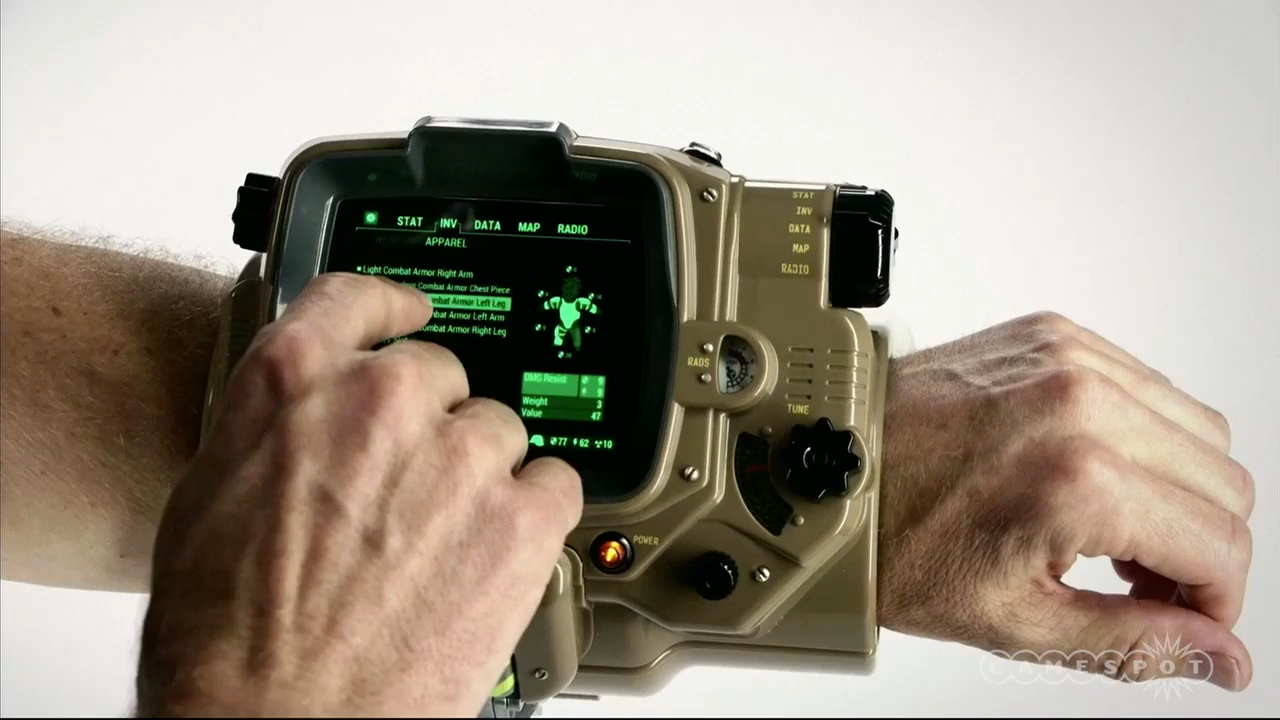 STAT INV DATA MAP RADIO
APPAREL
Light Combat Armor Right Arm
Combat Armor Chest Piece
Combat Armor Left Leg
Combat Armor Left Arm
Combat Armor Right Leg
DMG Resist 9
9
Weight 3
Value 47
77 62 10
STAT
INV
DATA
MAP
RADIO
RADS
TUNE
POWER
GAMESPOT